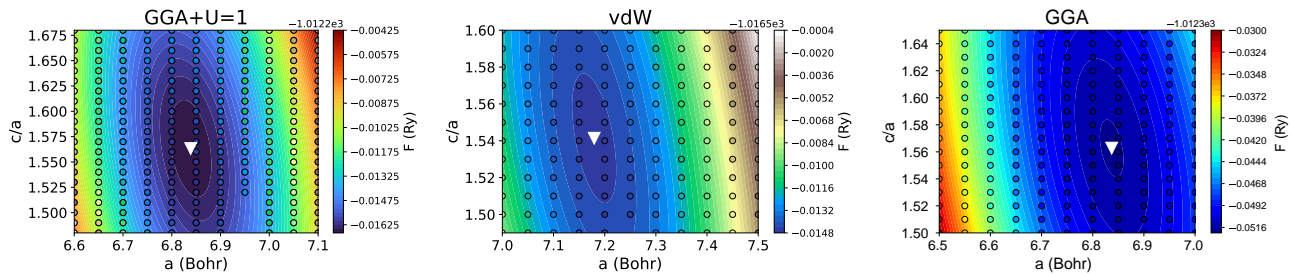 GGA+U=1
−1.0122e3
1.675
1.650
1.625
1.600
1.575
1.550
1.525
1.500
c/a
6.6 6.7 6.8 6.9 7.0 7.1
a (Bohr)
−0.00425
−0.00575
−0.00725
−0.00875
−0.01025
−0.01175
−0.01325
−0.01475
−0.01625
F (Ry)
vdW
−1.0165e3
1.60
1.58
1.56
1.54
1.52
1.50
c/a
7.0 7.1 7.2 7.3 7.4 7.5
a (Bohr)
−0.0004
−0.0020
−0.0036
−0.0052
−0.0068
−0.0084
−0.0100
−0.0116
−0.0132
−0.0148
F (Ry)
GGA
−1.0123e3
1.64
1.62
1.60
1.58
1.56
1.54
1.52
1.50
c/a
6.5 6.6 6.7 6.8 6.9 7.0
a (Bohr)
−0.0300
−0.0324
−0.0348
−0.0372
−0.0396
−0.0420
−0.0444
−0.0468
−0.0492
−0.0516
F (Ry)